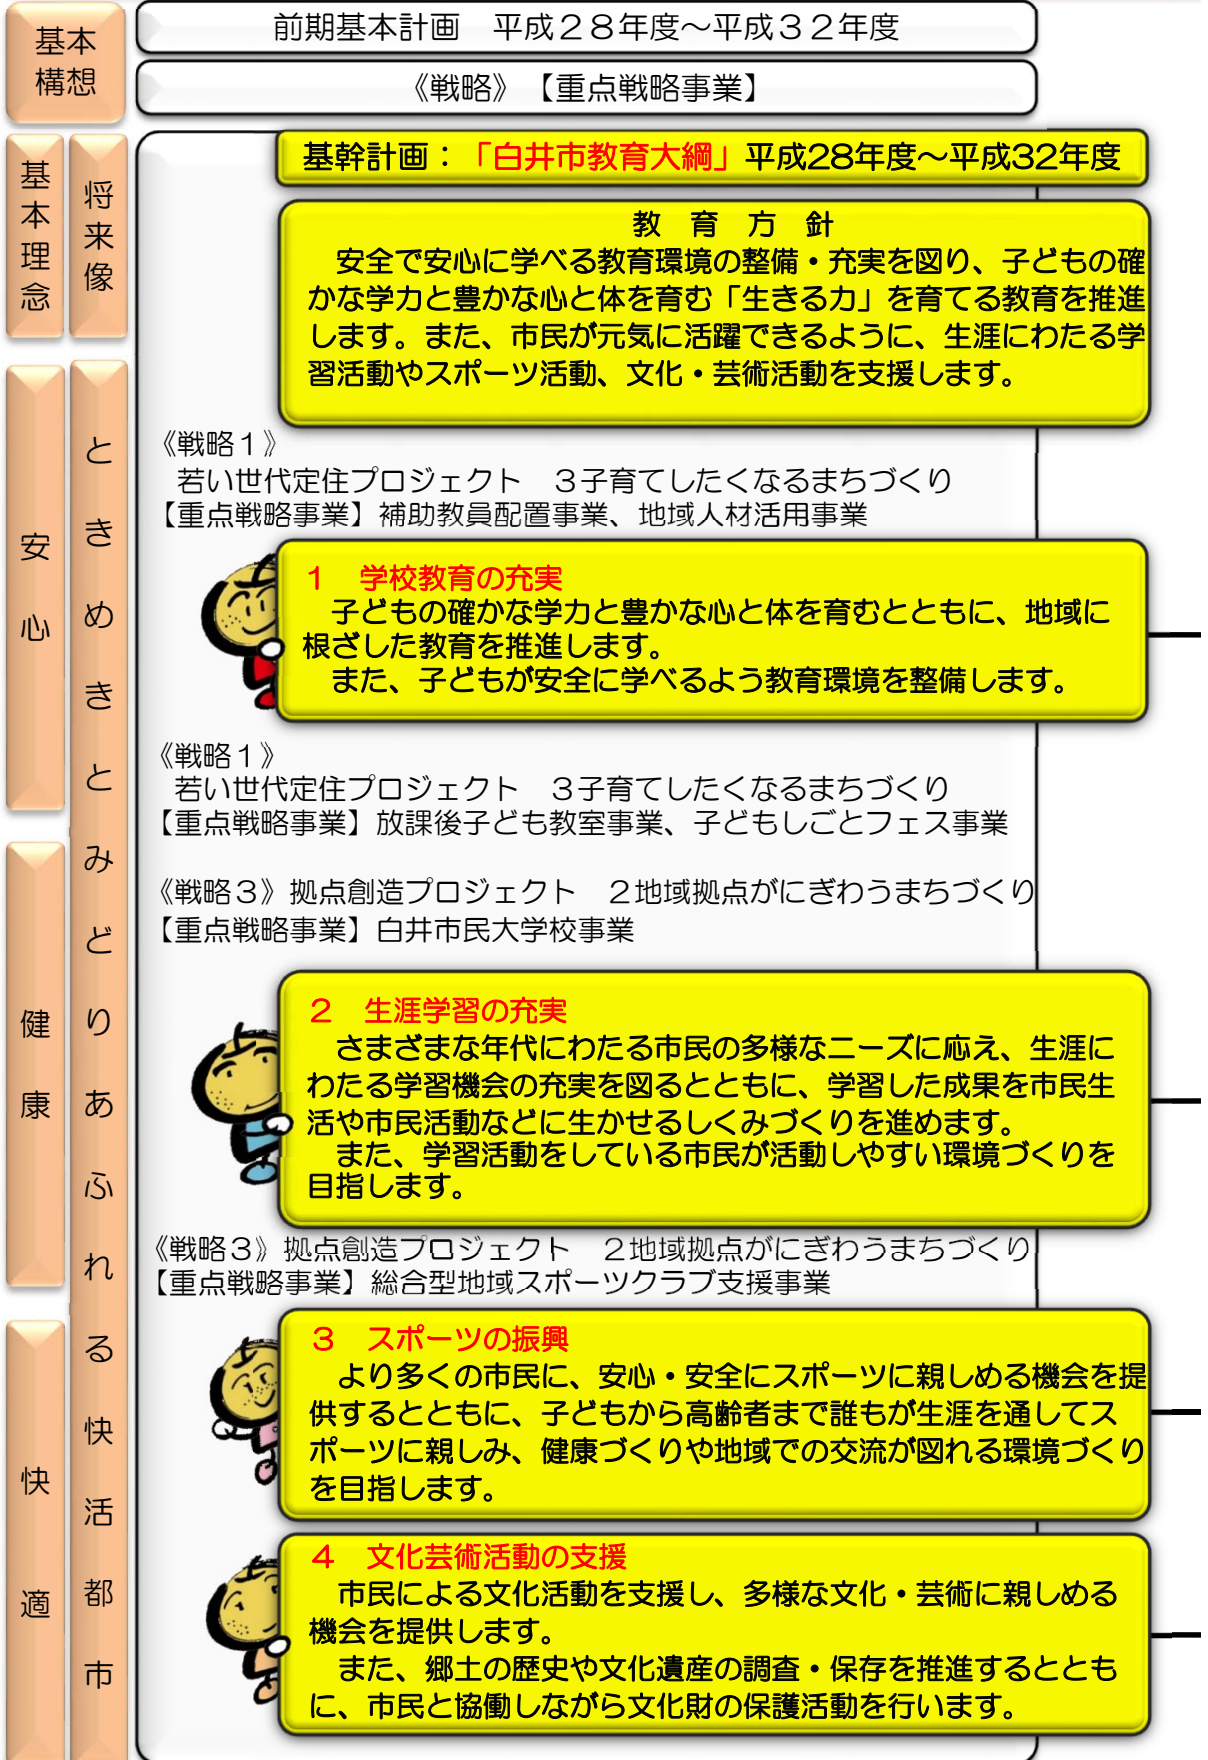 基本
構想
前期基本計画　平成２８年度～平成３２年度
《戦略》【重点戦略事業】
基本理念
将来像
安心
健康
快適
ときめきとみどりあふれる快活都市
基幹計画：「白井市教育大綱」平成28年度～平成32年度
教　育　方　針
安全で安心に学べる教育環境の整備・充実を図り、子どもの確
かな学力と豊かな心と体を育む「生きる力」を育てる教育を推進
します。また、市民が元気に活躍できるように、生涯にわたる学
習活動やスポーツ活動、文化・芸術活動を支援します。
《戦略１》
若い世代定住プロジェクト　３子育てしたくなるまちづくり
【重点戦略事業】補助教員配置事業、地域人材活用事業
１　学校教育の充実
子どもの確かな学力と豊かな心と体を育むとともに、地域に
根ざした教育を推進します。
また、子どもが安全に学べるよう教育環境を整備します。
《戦略１》
若い世代定住プロジェクト　３子育てしたくなるまちづくり
【重点戦略事業】放課後子ども教室事業、子どもしごとフェス事業
《戦略３》拠点創造プロジェクト　２地域拠点がにぎわうまちづくり
【重点戦略事業】白井市民大学校事業
２　生涯学習の充実
さまざまな年代にわたる市民の多様なニーズに応え、生涯に
わたる学習機会の充実を図るとともに、学習した成果を市民生
活や市民活動などに生かせるしくみづくりを進めます。
また、学習活動をしている市民が活動しやすい環境づくりを
目指します。
《戦略３》拠点創造プロジェクト　２地域拠点がにぎわうまちづくり
【重点戦略事業】総合型地域スポーツクラブ支援事業
３　スポーツの振興
より多くの市民に、安心・安全にスポーツに親しめる機会を提
供するとともに、子どもから高齢者まで誰もが生涯を通してス
ポーツに親しみ、健康づくりや地域での交流が図れる環境づくり
を目指します。
４　文化芸術活動の支援
市民による文化活動を支援し、多様な文化・芸術に親しめる
機会を提供します。
また、郷土の歴史や文化遺産の調査・保存を推進するととも
に、市民と協働しながら文化財の保護活動を行います。